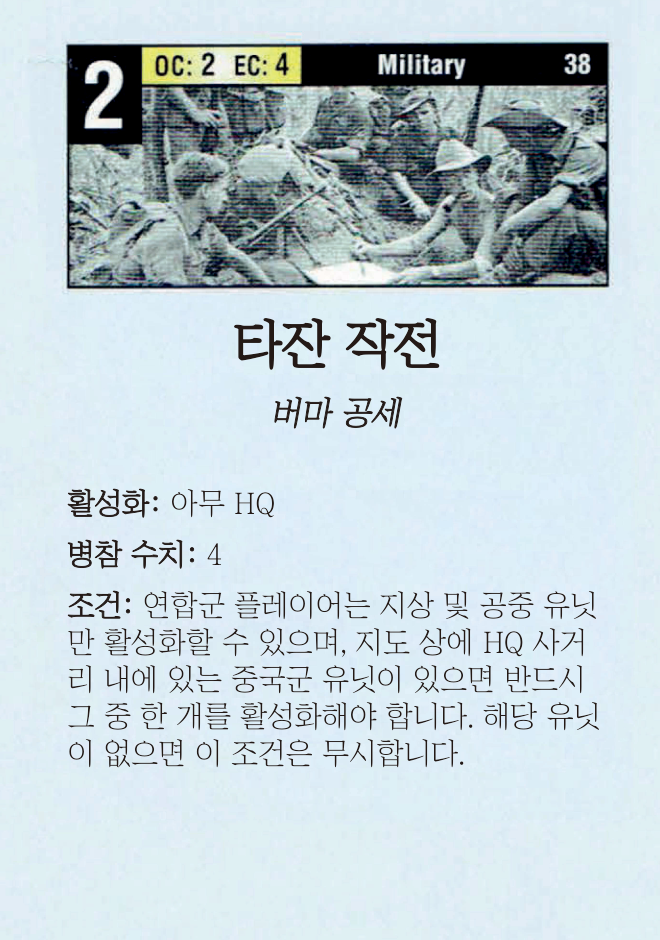 2 OC: 2 EC: 4 Military 38
타잔 작전
버마 공세
활성화: 아무 HQ
병참 수치: 4
조건: 연합군 플레이어는 지상 및 공중 유닛
만 활성화할 수 있으며, 지도 상에 HQ 사거
리 내에 있는 중국군 유닛이 있으면 반드시
그 중 한 개를 활성화해야 합니다. 해당 유닛
이 없으면 이 조건은 무시합니다.